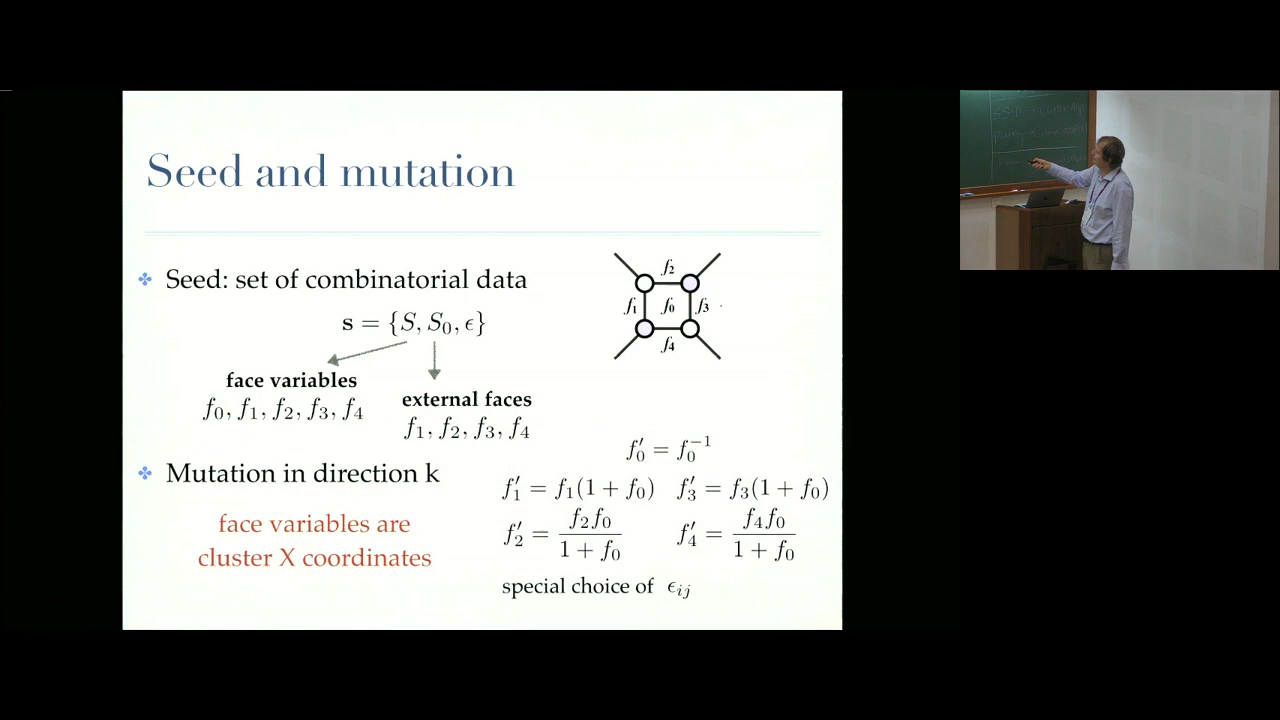 Seed and mutation
Seed: set of combinatorial data
s = {S, S₀, ϵ}
face variables
f₀, f₁, f₂, f₃, f₄
external faces
f₁, f₂, f₃, f₄
f₂
f₁ f₀ f₃
f₄
Mutation in direction k
face variables are
cluster X coordinates
f₀′ = f₀⁻¹
f₁′ = f₁(1 + f₀) f₃′ = f₃(1 + f₀)
f₂′ = f₂f₀ / (1 + f₀) f₄′ = f₄f₀ / (1 + f₀)
special choice of ϵᵢⱼ